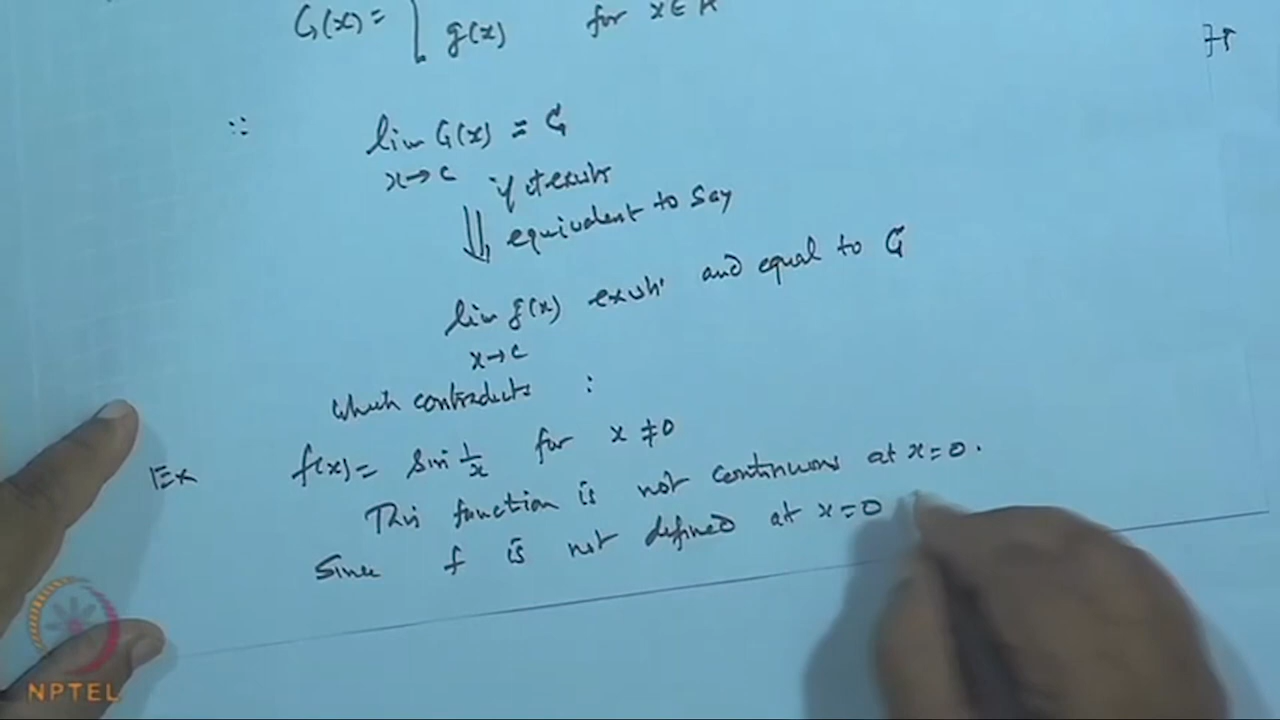 G(x) = { g(x) for x ∈ A
∵ lim G(x) = G
x→c if it exists
⇓ equivalent to say
lim g(x) exists and equal to G
x→c
which contradicts :
Ex f(x) = sin 1/x for x ≠ 0
This function is not continuous at x=0.
Since f is not defined at x=0
NPTEL